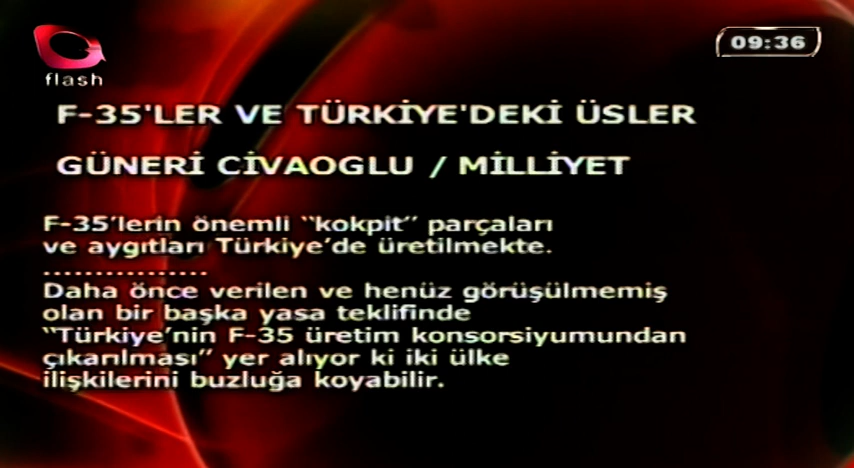 flash
09:36
F-35'LER VE TÜRKİYE'DEKİ ÜSLER
GÜNERİ CİVAOGLU / MİLLİYET
F-35'lerin önemli "kokpit" parçaları
ve aygıtları Türkiye'de üretilmekte.
................
Daha önce verilen ve henüz görüşülmemiş
olan bir başka yasa teklifinde
"Türkiye'nin F-35 üretim konsorsiyumundan
çıkarılması" yer alıyor ki iki ülke
ilişkilerini buzluğa koyabilir.